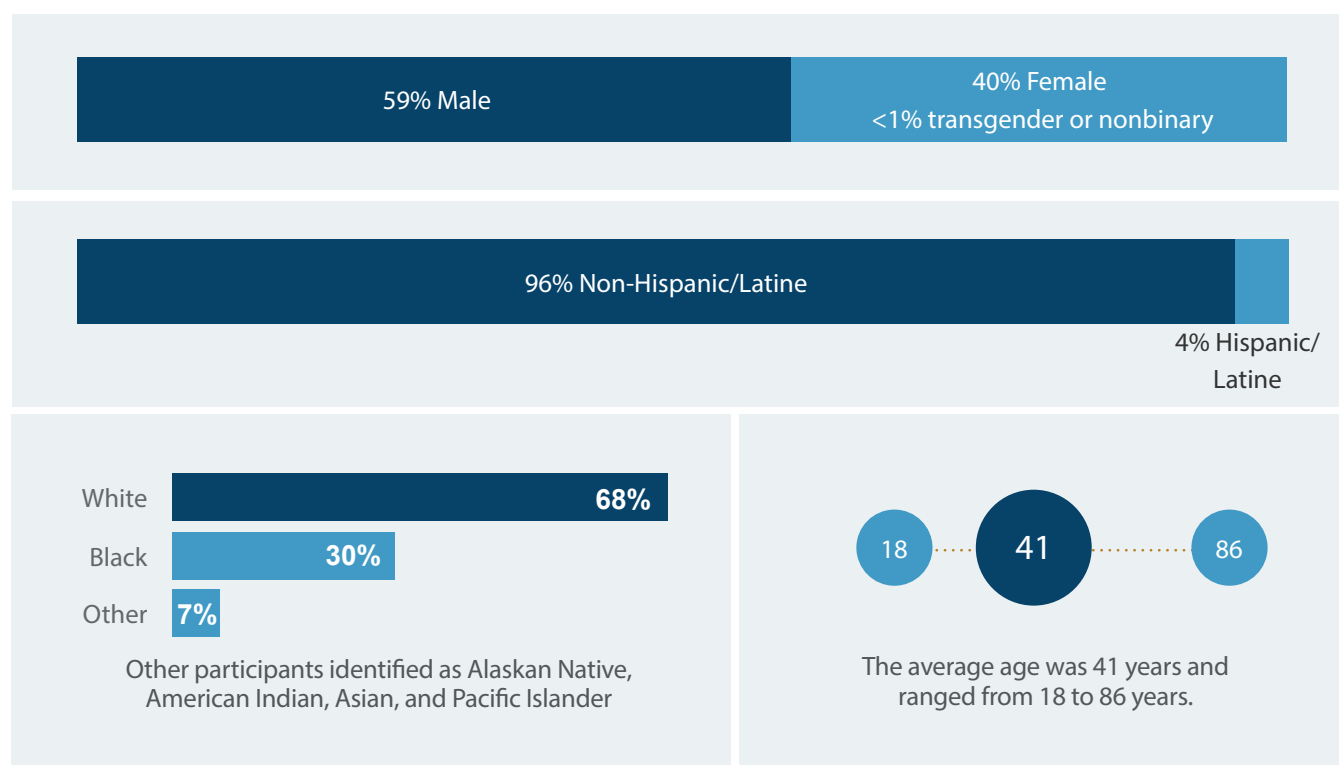 59% Male
40% Female
<1% transgender or nonbinary
96% Non-Hispanic/Latine
4% Hispanic/
Latine
White
68%
Black
30%
Other
7%
Other participants identified as Alaskan Native,
American Indian, Asian, and Pacific Islander
18
41
86
The average age was 41 years and
ranged from 18 to 86 years.